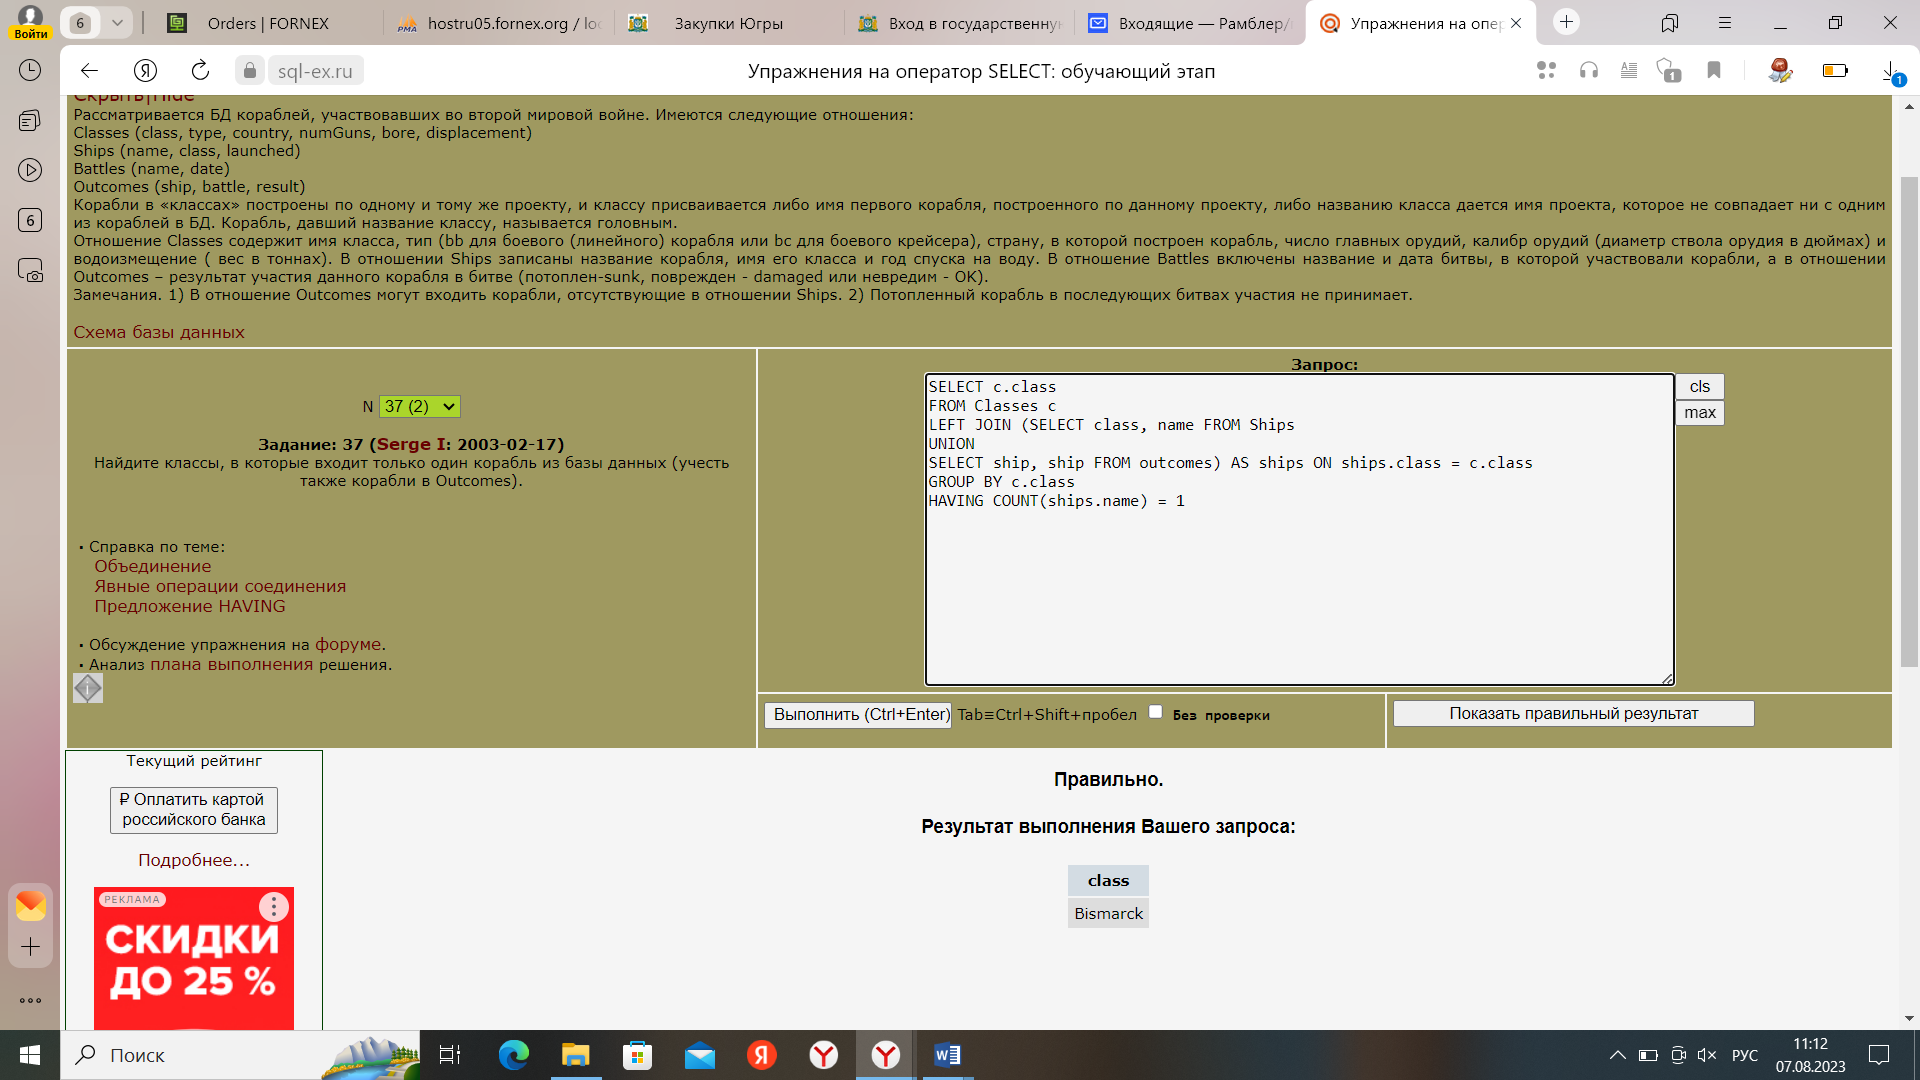 Войти
6
Orders | FORNEX
PMA
hostru05.fornex.org / loc
Закупки Югры
Вход в государственную
Входящие — Рамблер/
Упражнения на опер
sql-ex.ru
Упражнения на оператор SELECT: обучающий этап
1
1
6
Скрыть|Hide
Рассматривается БД кораблей, участвовавших во второй мировой войне. Имеются следующие отношения:
Classes (class, type, country, numGuns, bore, displacement)
Ships (name, class, launched)
Battles (name, date)
Outcomes (ship, battle, result)
Корабли в «классах» построены по одному и тому же проекту, и классу присваивается либо имя первого корабля, построенного по данному проекту, либо названию класса дается имя проекта, которое не совпадает ни с одним
из кораблей в БД. Корабль, давший название классу, называется головным.
Отношение Classes содержит имя класса, тип (bb для боевого (линейного) корабля или bc для боевого крейсера), страну, в которой построен корабль, число главных орудий, калибр орудий (диаметр ствола орудия в дюймах) и
водоизмещение ( вес в тоннах). В отношении Ships записаны название корабля, имя его класса и год спуска на воду. В отношение Battles включены название и дата битвы, в которой участвовали корабли, а в отношении
Outcomes – результат участия данного корабля в битве (потоплен-sunk, поврежден - damaged или невредим - OK).
Замечания. 1) В отношение Outcomes могут входить корабли, отсутствующие в отношении Ships. 2) Потопленный корабль в последующих битвах участия не принимает.
Схема базы данных
N 37 (2)
Задание: 37 (Serge I: 2003-02-17)
Найдите классы, в которые входит только один корабль из базы данных (учесть
также корабли в Outcomes).
• Справка по теме:
Объединение
Явные операции соединения
Предложение HAVING
• Обсуждение упражнения на форуме.
• Анализ плана выполнения решения.
Запрос:
SELECT c.class
FROM Classes c
LEFT JOIN (SELECT class, name FROM Ships
UNION
SELECT ship, ship FROM outcomes) AS ships ON ships.class = c.class
GROUP BY c.class
HAVING COUNT(ships.name) = 1
cls
max
Выполнить (Ctrl+Enter) Tab≡Ctrl+Shift+пробел Без проверки
Показать правильный результат
Текущий рейтинг
₽ Оплатить картой
российского банка
Подробнее...
РЕКЛАМА
СКИДКИ
ДО 25 %
Правильно.
Результат выполнения Вашего запроса:
class
Bismarck
Поиск
РУС
11:12
07.08.2023